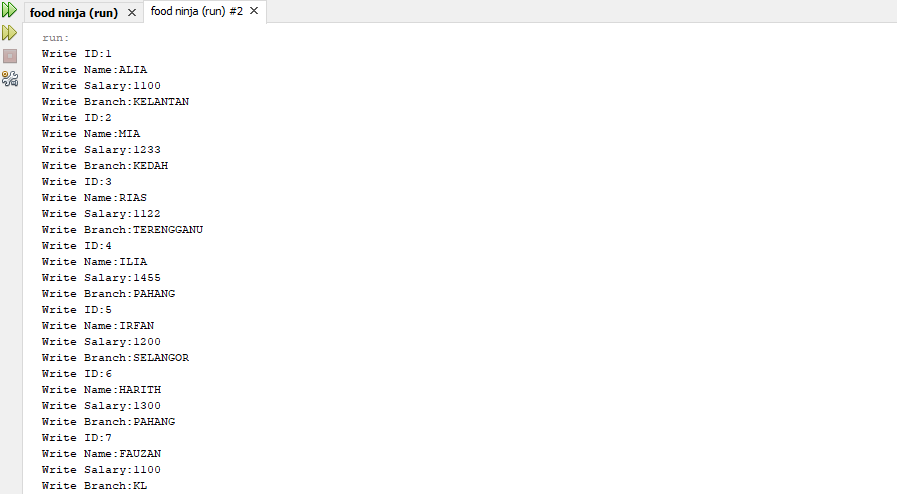 food ninja (run) × food ninja (run) #2 ×
run:
Write ID:1
Write Name:ALIA
Write Salary:1100
Write Branch:KELANTAN
Write ID:2
Write Name:MIA
Write Salary:1233
Write Branch:KEDAH
Write ID:3
Write Name:RIAS
Write Salary:1122
Write Branch:TERENGGANU
Write ID:4
Write Name:ILIA
Write Salary:1455
Write Branch:PAHANG
Write ID:5
Write Name:IRFAN
Write Salary:1200
Write Branch:SELANGOR
Write ID:6
Write Name:HARITH
Write Salary:1300
Write Branch:PAHANG
Write ID:7
Write Name:FAUZAN
Write Salary:1100
Write Branch:KL